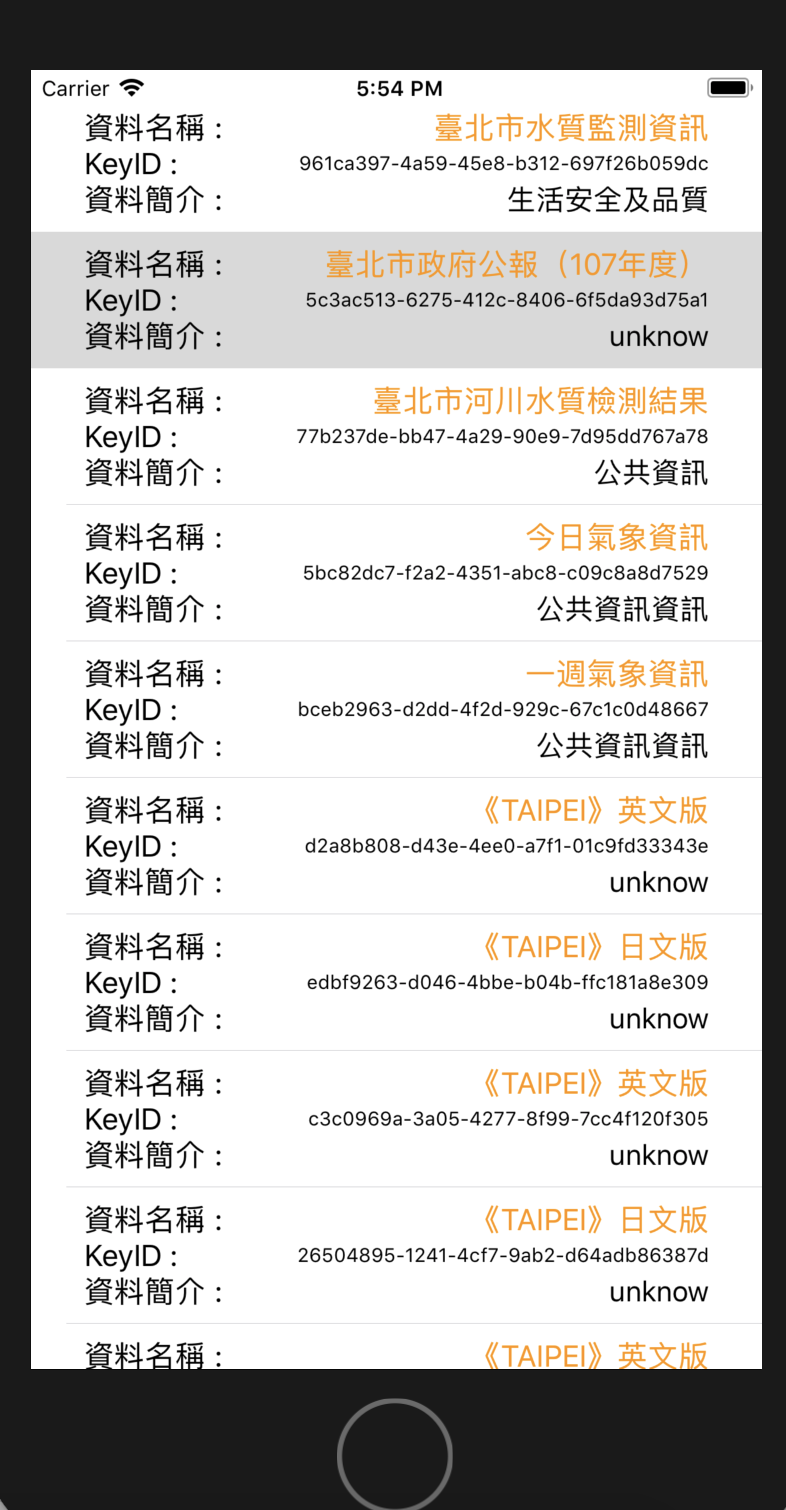 Carrier 5:54 PM
資料名稱 : 臺北市水質監測資訊
KeyID : 961ca397-4a59-45e8-b312-697f26b059dc
資料簡介 : 生活安全及品質
資料名稱 : 臺北市政府公報（107年度）
KeyID : 5c3ac513-6275-412c-8406-6f5da93d75a1
資料簡介 : unknow
資料名稱 : 臺北市河川水質檢測結果
KeyID : 77b237de-bb47-4a29-90e9-7d95dd767a78
資料簡介 : 公共資訊
資料名稱 : 今日氣象資訊
KeyID : 5bc82dc7-f2a2-4351-abc8-c09c8a8d7529
資料簡介 : 公共資訊資訊
資料名稱 : 一週氣象資訊
KeyID : bceb2963-d2dd-4f2d-929c-67c1c0d48667
資料簡介 : 公共資訊資訊
資料名稱 : 《TAIPEI》英文版
KeyID : d2a8b808-d43e-4ee0-a7f1-01c9fd33343e
資料簡介 : unknow
資料名稱 : 《TAIPEI》日文版
KeyID : edbf9263-d046-4bbe-b04b-ffc181a8e309
資料簡介 : unknow
資料名稱 : 《TAIPEI》英文版
KeyID : c3c0969a-3a05-4277-8f99-7cc4f120f305
資料簡介 : unknow
資料名稱 : 《TAIPEI》日文版
KeyID : 26504895-1241-4cf7-9ab2-d64adb86387d
資料簡介 : unknow
資料名稱 : 《TAIPEI》英文版